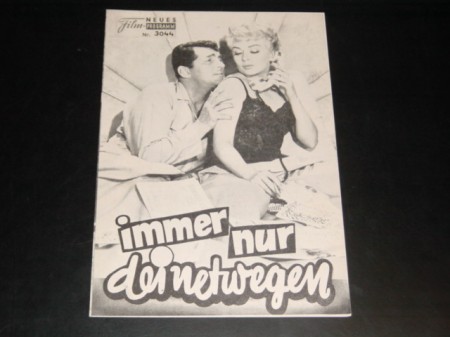 NEUES
Film- PROGRAMM
Nr. 3044
immer nur
deinetwegen